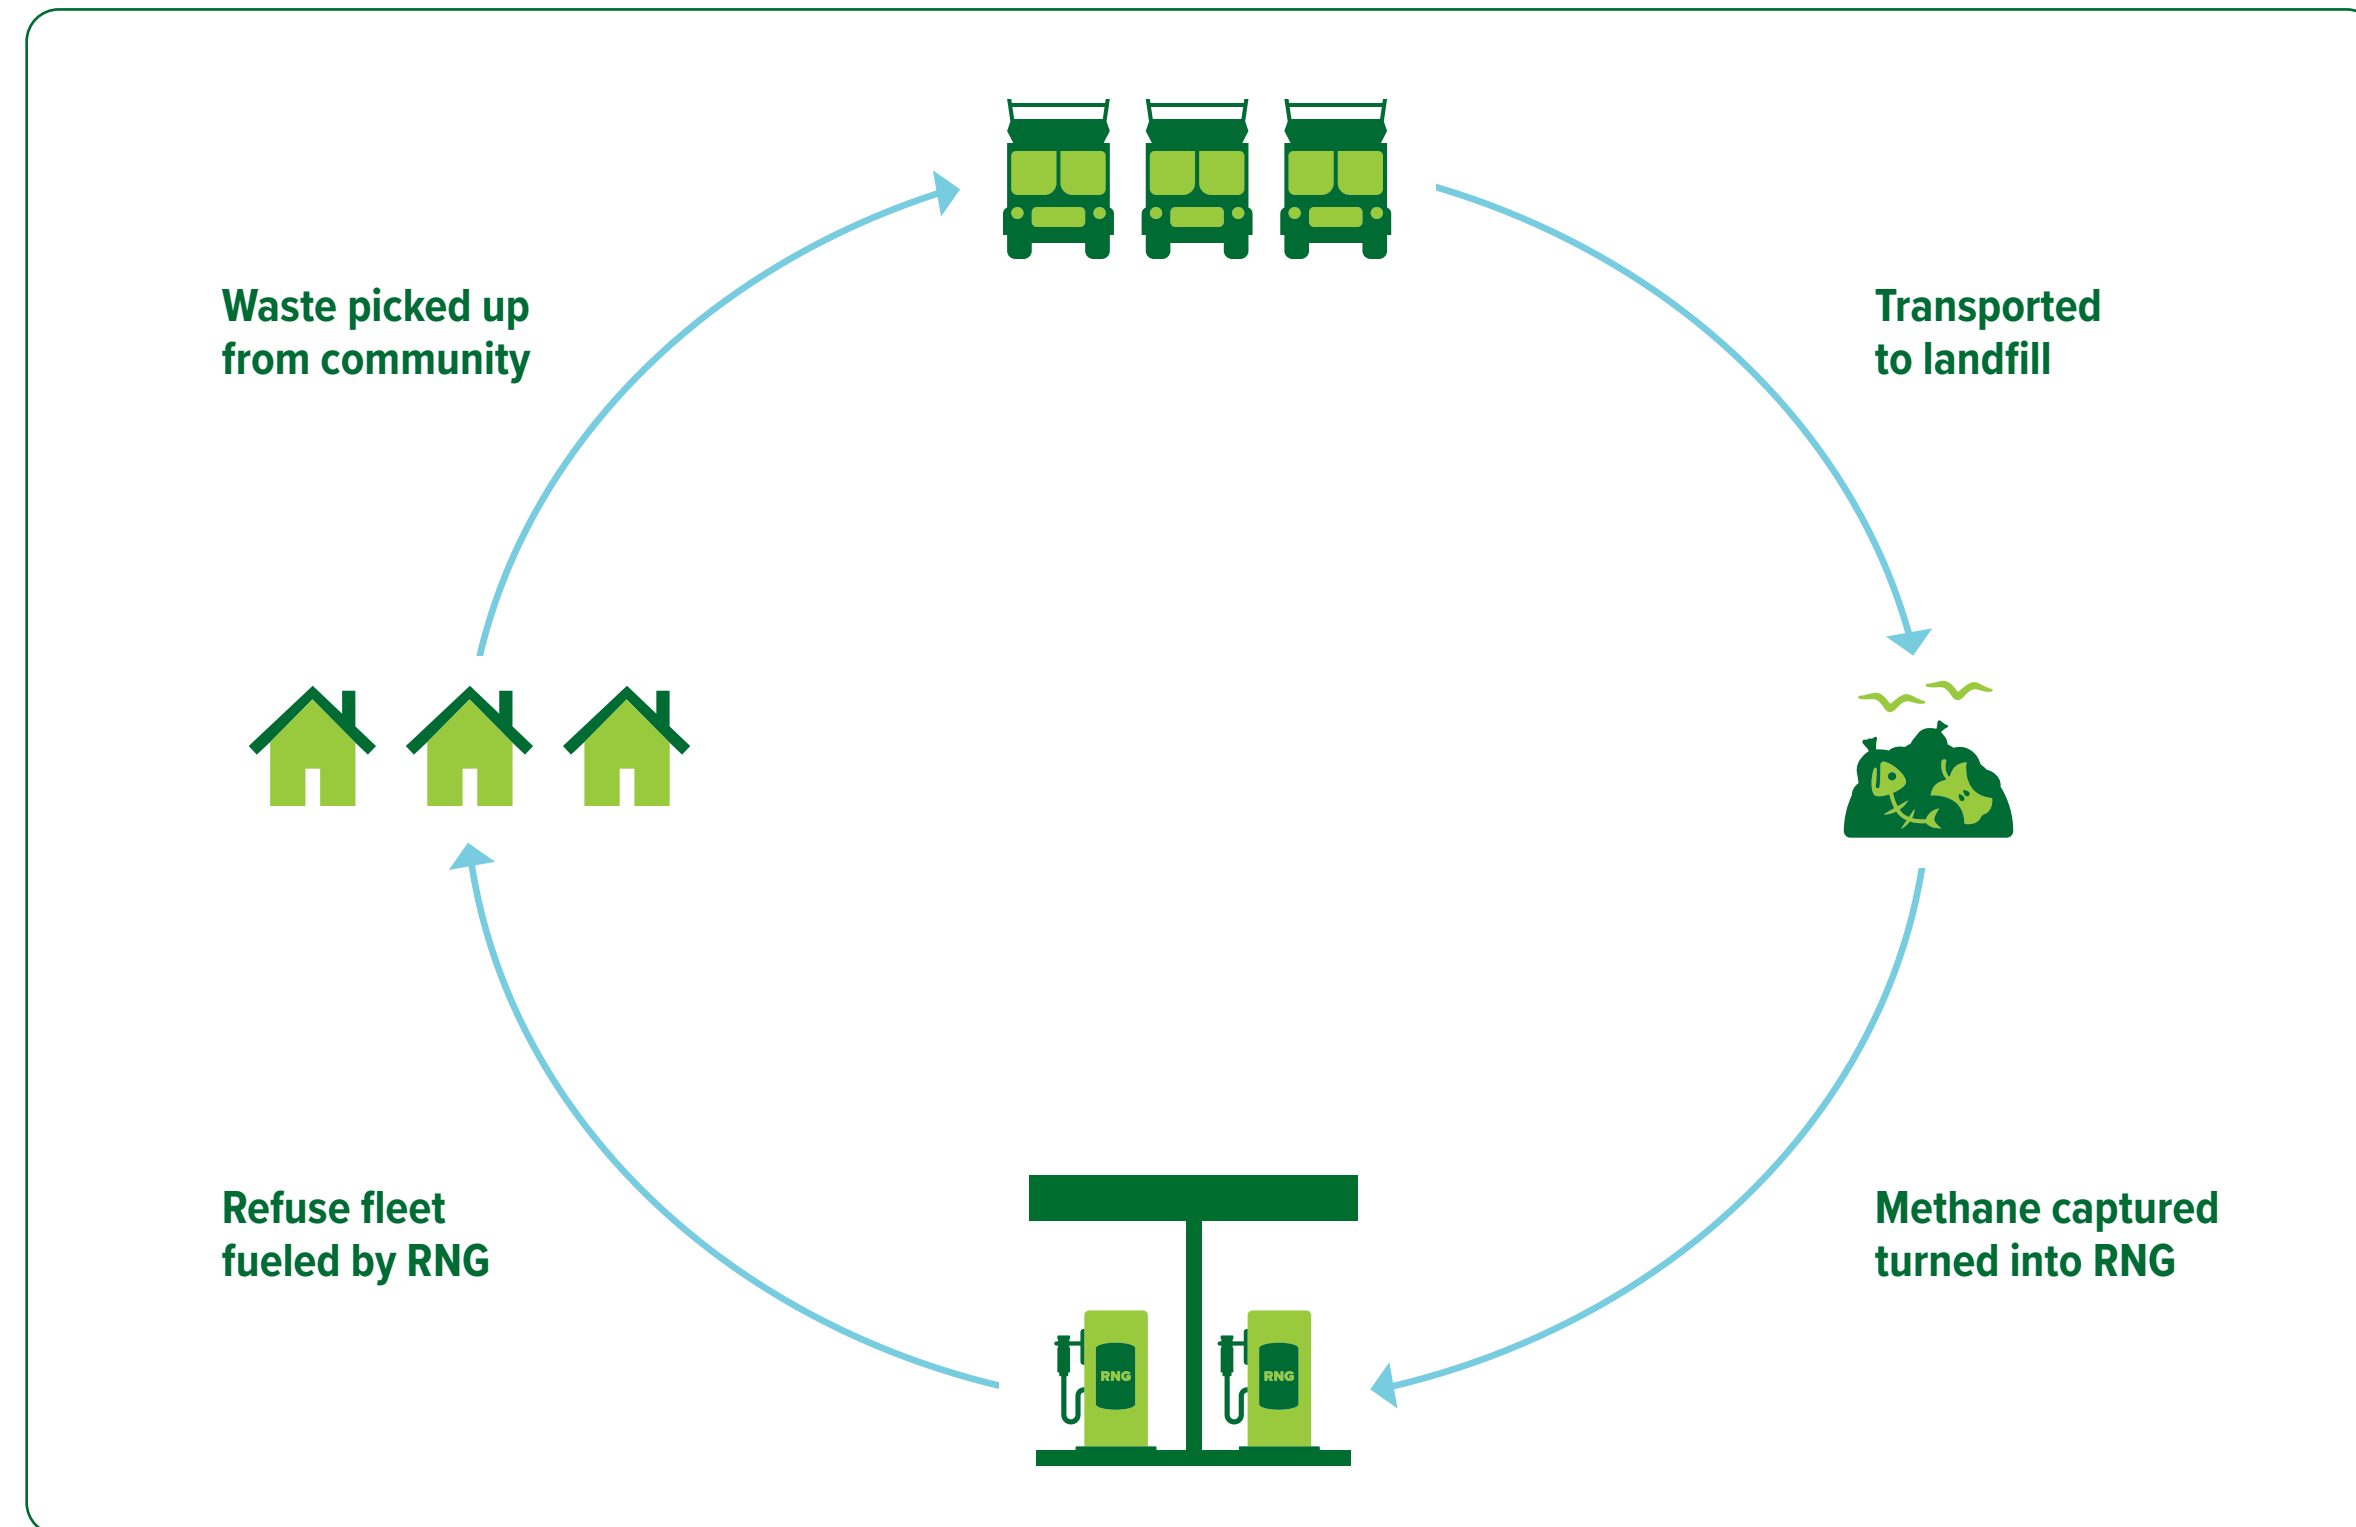 Waste picked up
from community
Transported
to landfill
Refuse fleet
fueled by RNG
Methane captured
turned into RNG
RNG
RNG